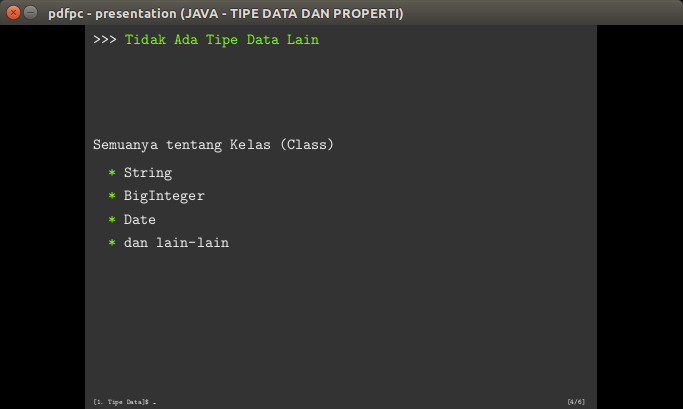 pdfpc - presentation (JAVA - TIPE DATA DAN PROPERTI)
>>> Tidak Ada Tipe Data Lain
Semuanya tentang Kelas (Class)
* String
* BigInteger
* Date
* dan lain-lain
[1. Tipe Data]$ _
[4/6]